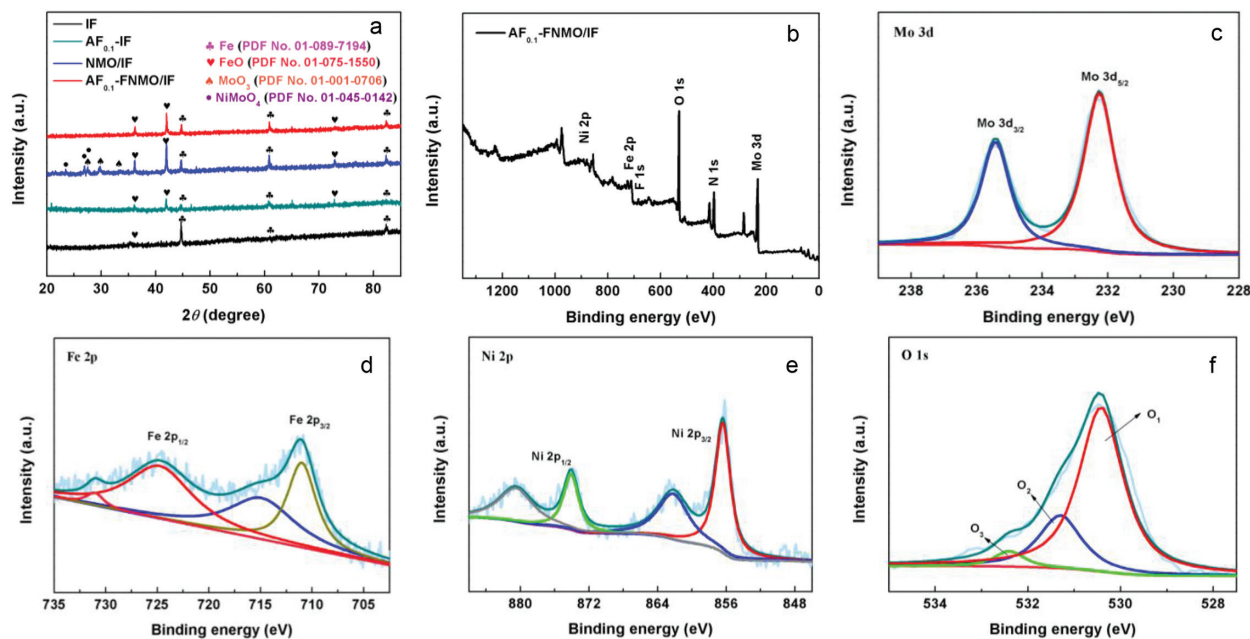 a
IF
AF₀.₁-IF
NMO/IF
AF₀.₁-FNMO/IF
♣ Fe (PDF No. 01-089-7194)
♥ FeO (PDF No. 01-075-1550)
♠ MoO₃ (PDF No. 01-001-0706)
● NiMoO₄ (PDF No. 01-045-0142)
Intensity (a.u.)
20 30 40 50 60 70 80
2θ (degree)
b
AF₀.₁-FNMO/IF
Ni 2p
Fe 2p
F 1s
O 1s
N 1s
Mo 3d
Intensity (a.u.)
1200 1000 800 600 400 200 0
Binding energy (eV)
c
Mo 3d
Mo 3d₅/₂
Mo 3d₃/₂
Intensity (a.u.)
238 236 234 232 230 228
Binding energy (eV)
d
Fe 2p
Fe 2p₃/₂
Fe 2p₁/₂
Intensity (a.u.)
735 730 725 720 715 710 705
Binding energy (eV)
e
Ni 2p
Ni 2p₃/₂
Ni 2p₁/₂
Intensity (a.u.)
880 872 864 856 848
Binding energy (eV)
f
O 1s
O₁
O₂
O₃
Intensity (a.u.)
534 532 530 528
Binding energy (eV)